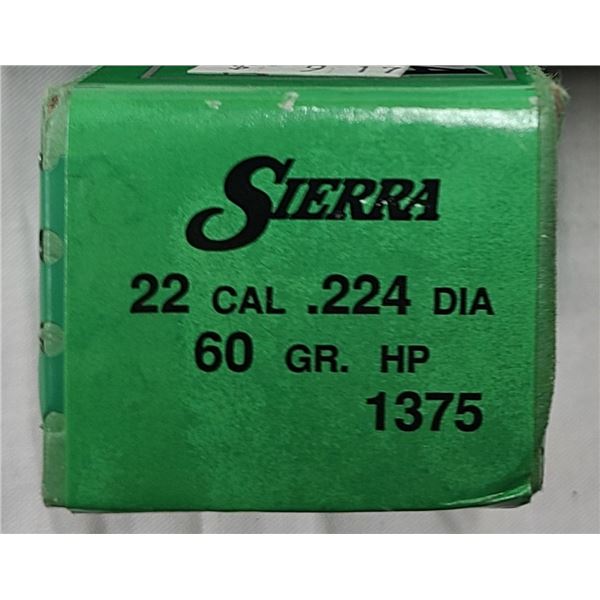 SIERRA
22 CAL .224 DIA
60 GR. HP
1375